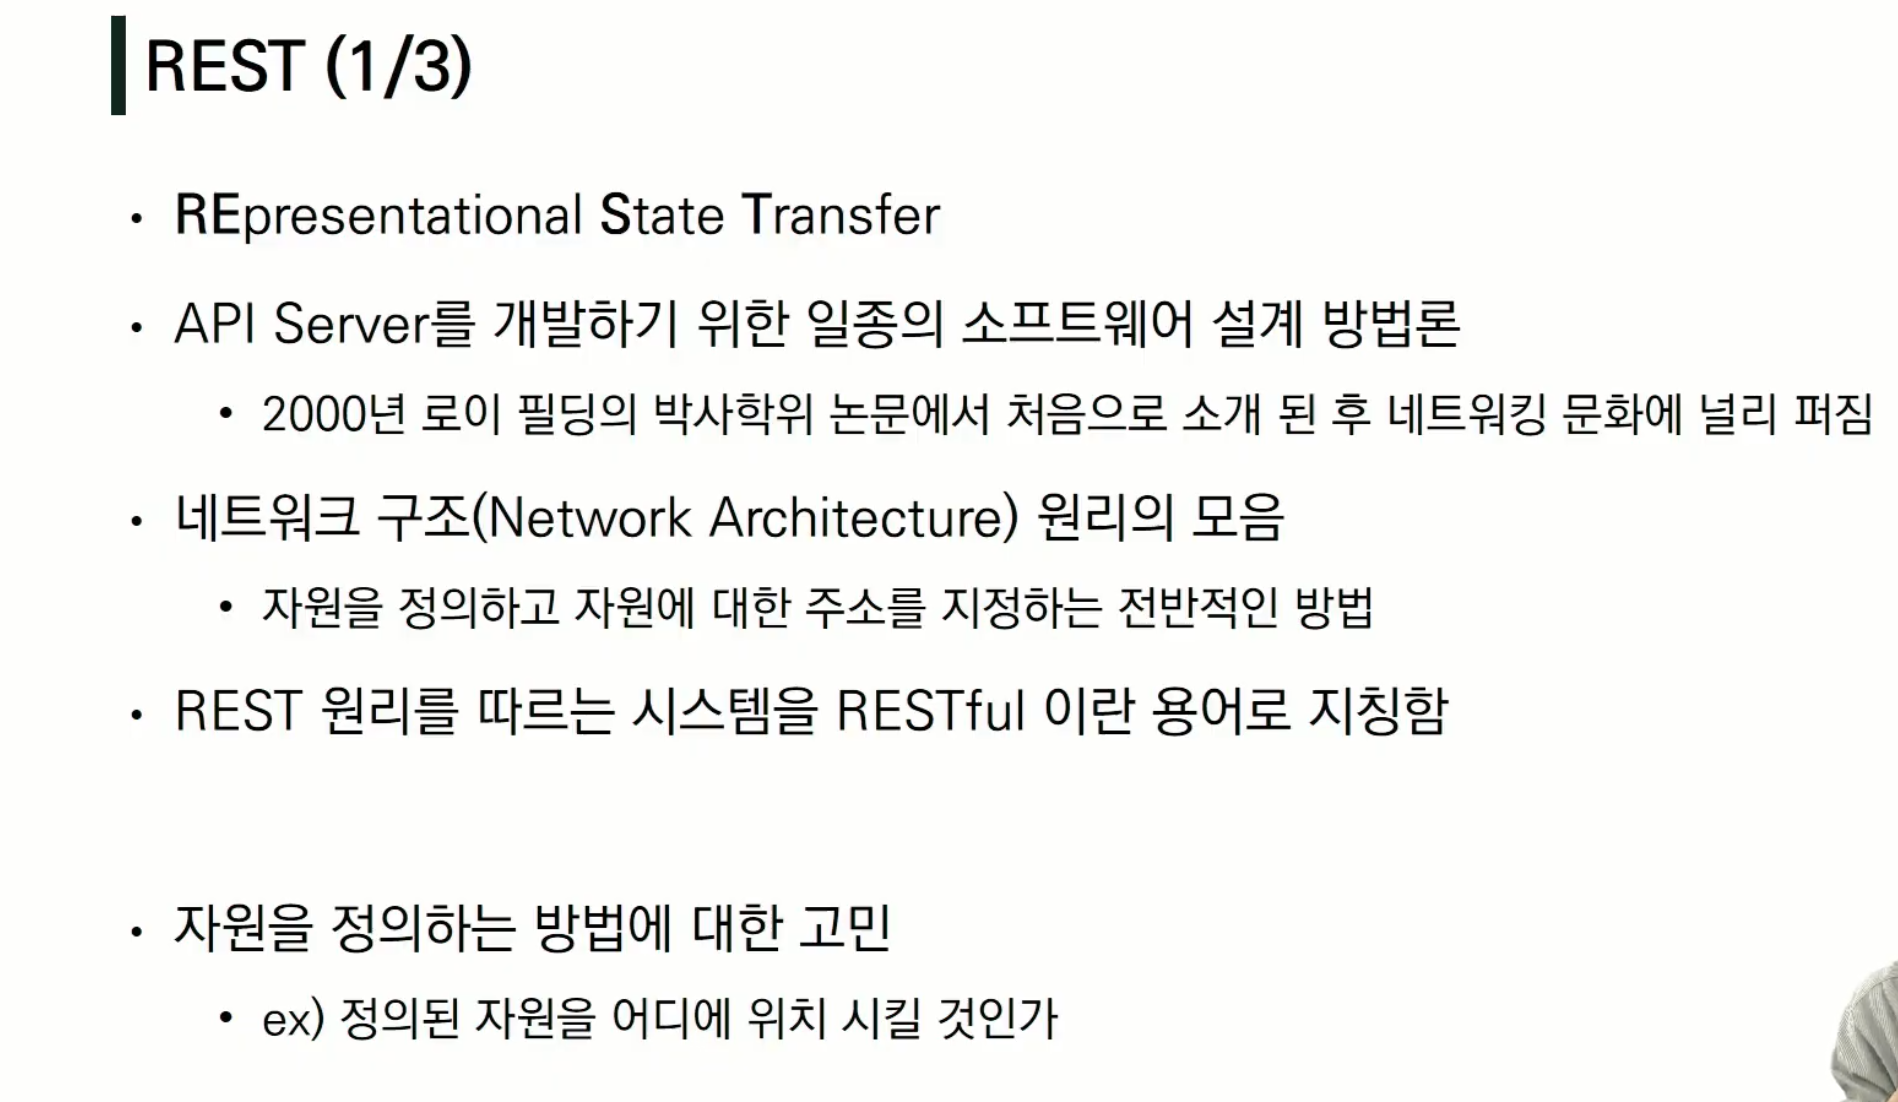 REST (1/3)
• REpresentational State Transfer
• API Server를 개발하기 위한 일종의 소프트웨어 설계 방법론
• 2000년 로이 필딩의 박사학위 논문에서 처음으로 소개 된 후 네트워킹 문화에 널리 퍼짐
• 네트워크 구조(Network Architecture) 원리의 모음
• 자원을 정의하고 자원에 대한 주소를 지정하는 전반적인 방법
• REST 원리를 따르는 시스템을 RESTful 이란 용어로 지칭함
• 자원을 정의하는 방법에 대한 고민
• ex) 정의된 자원을 어디에 위치 시킬 것인가